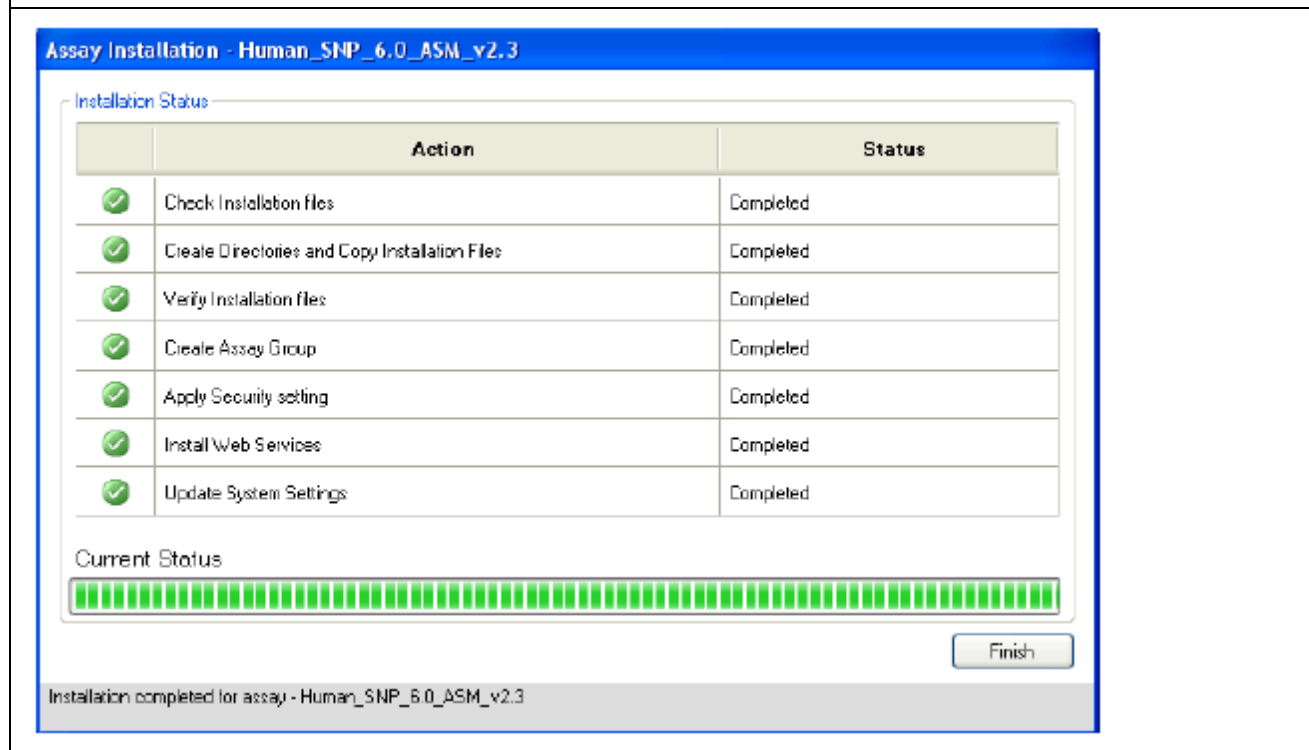 Assay Installation - Human_SNP_6.0_ASM_v2.3
Installation Status
Action Status
Check Installation files Completed
Create Directories and Copy Installation Files Completed
Verify Installation files Completed
Create Assay Group Completed
Apply Security setting Completed
Install Web Services Completed
Update System Settings Completed
Current Status
Finish
Installation completed for assay - Human_SNP_6.0_ASM_v2.3